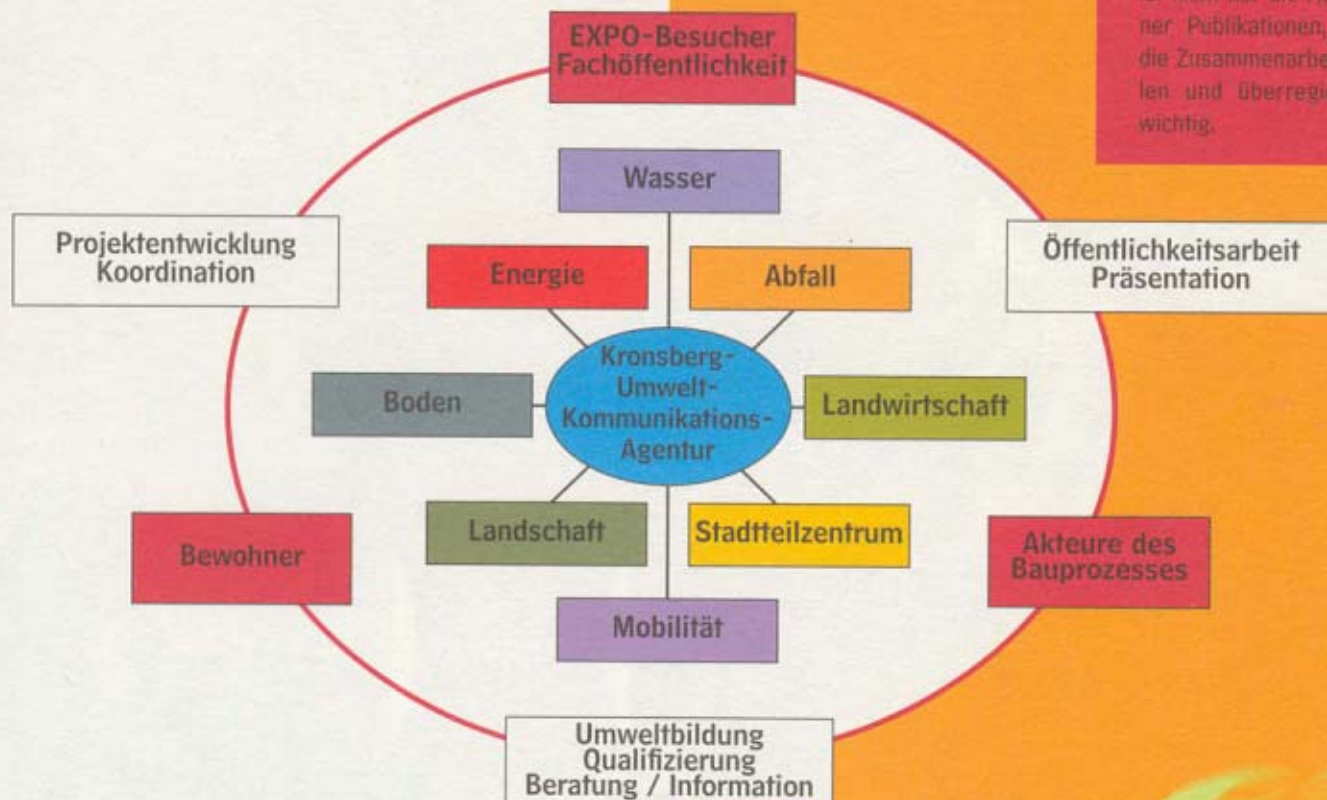 EXPO-Besucher
Fachöffentlichkeit
ner Publikationen,
die Zusammenarbe
len und überregi
wichtig.
Wasser
Projektentwicklung
Koordination
Öffentlichkeitsarbeit
Präsentation
Energie
Abfall
Kronsberg-
Umwelt-
Kommunikations-
Agentur
Boden
Landwirtschaft
Landschaft
Stadtteilzentrum
Bewohner
Akteure des
Bauprozesses
Mobilität
Umweltbildung
Qualifizierung
Beratung / Information